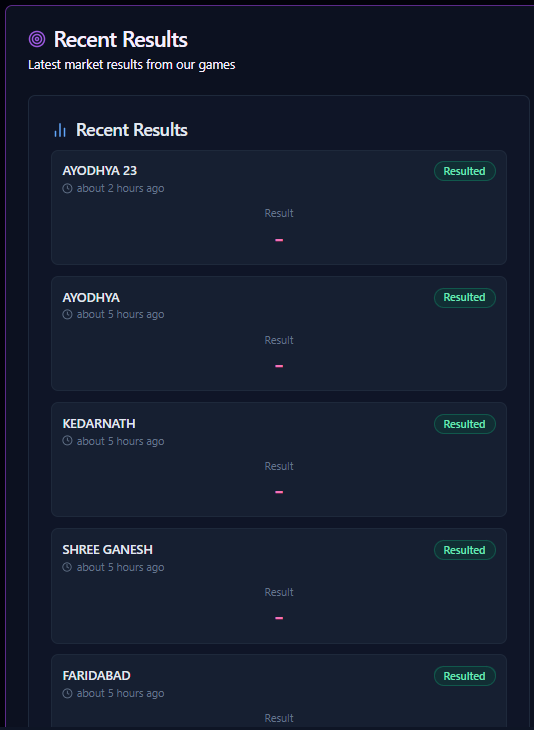 Recent Results
Latest market results from our games
Recent Results
AYODHYA 23
Resulted
about 2 hours ago
Result
–
AYODHYA
Resulted
about 5 hours ago
Result
–
KEDARNATH
Resulted
about 5 hours ago
Result
–
SHREE GANESH
Resulted
about 5 hours ago
Result
–
FARIDABAD
Resulted
about 5 hours ago
Result